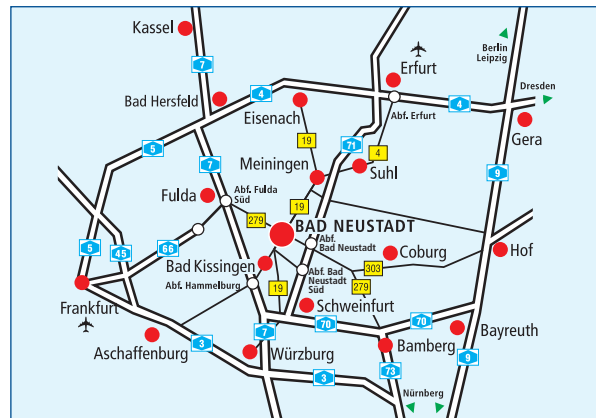 Kassel
7
Berlin
Leipzig
Erfurt
Dresden
Bad Hersfeld
4
Eisenach
4
Abf. Erfurt
Gera
5
19
71
4
9
7
Meiningen
Suhl
Fulda
Abf. Fulda
Süd
19
279
BAD NEUSTADT
5
45
66
Abf.
Bad Neustadt
Coburg
Hof
Bad Kissingen
Abf. Bad
Neustadt
Süd
303
Abf. Hammelburg
19
279
Frankfurt
Schweinfurt
70
70
Bayreuth
Aschaffenburg
3
7
Würzburg
Bamberg
9
3
73
Nürnberg